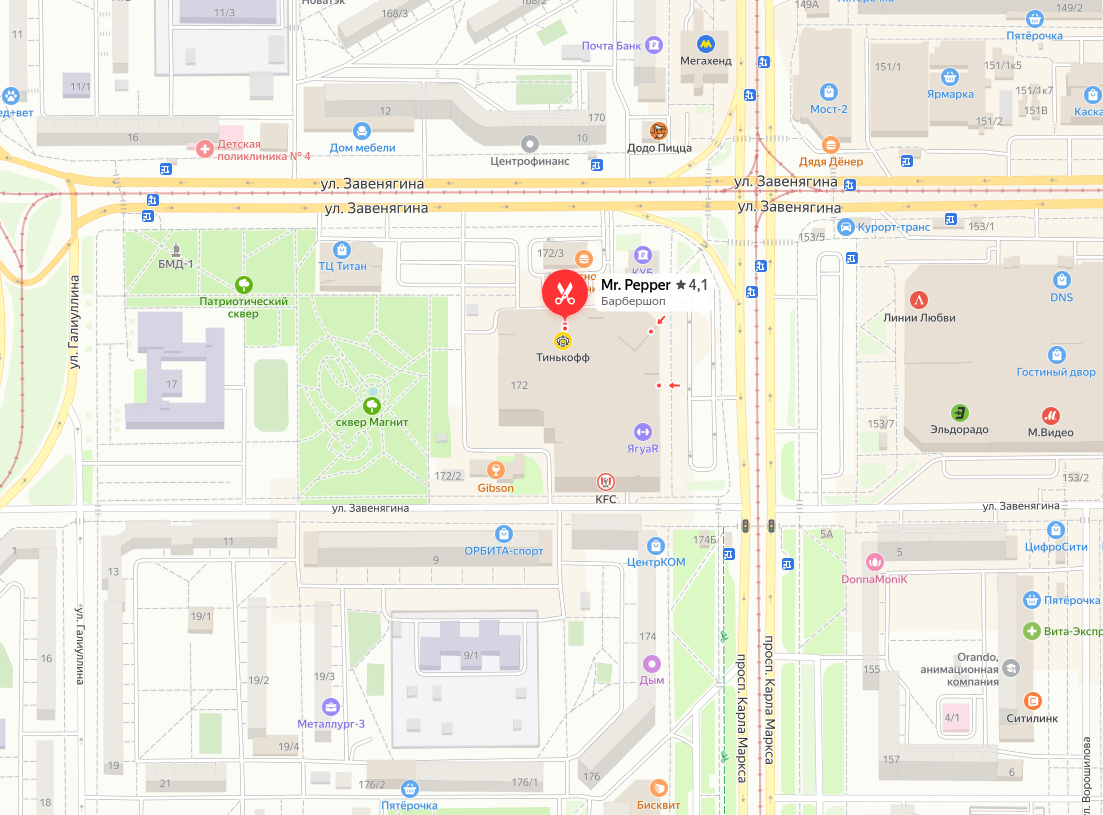 Новатэк
168/3
168/2
149А
149/2
11/3
Пятёрочка
11
Почта Банк
Мегахенд
151/1
151/1к5
11/1
Ярмарка
151/1к7
ед+вет
12
170
Мост-2
151В
Каска
16
10
151/2
Детская
поликлиника № 4
Дом мебели
Центрофинанс
Додо Пицца
Дядя Дёнер
ул. Завенягина
ул. Завенягина
ул. Завенягина
ул. Завенягина
153/5
Курорт-транс
153/1
БМД-1
ТЦ Титан
172/3
КУБ
Патриотический
сквер
Mr. Pepper ★ 4,1
Барбершоп
DNS
Линии Любви
ул. Галиуллина
Тинькофф
Гостиный двор
17
172
сквер Магнит
153/7
Эльдорадо
М.Видео
ЯгуаR
172/2
Gibson
153/2
KFC
ул. Завенягина
ул. Завенягина
1
11
9
ОРБИТА-спорт
174Б
5А
5
ЦентрКОМ
ЦифроСити
13
DonnaMoniK
Пятёрочка
19/1
ул. Галиуллина
174
Вита-Экспр
16
9/1
Orando,
анимационная
компания
155
19/2
19/3
Дым
просп. Карла Маркса
просп. Карла Маркса
Металлург-3
4/1
Ситилинк
19/4
157
6
19
21
176/2
176/1
176
18
Пятёрочка
Бисквит
ул. Ворошилова